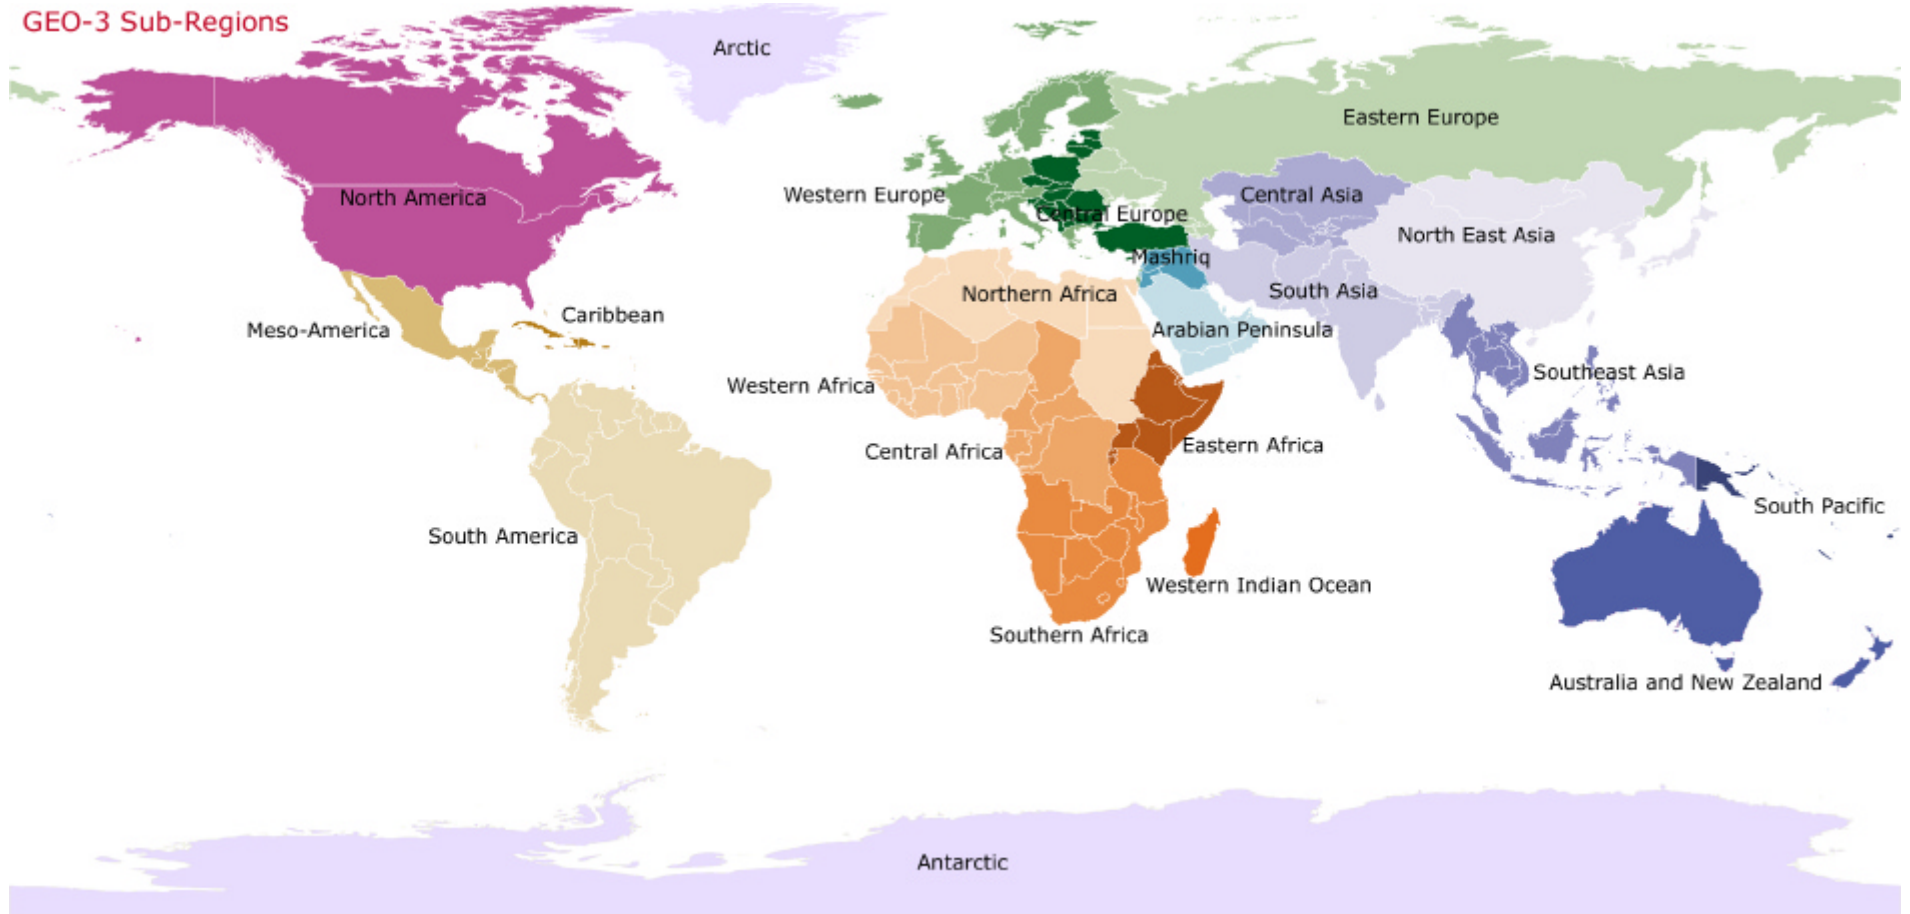 GEO-3 Sub-Regions
Arctic
Eastern Europe
North America
Western Europe
Central Asia
Central Europe
North East Asia
Mashriq
Northern Africa
South Asia
Caribbean
Meso-America
Arabian Peninsula
Western Africa
Southeast Asia
Central Africa
Eastern Africa
South Pacific
South America
Western Indian Ocean
Southern Africa
Australia and New Zealand
Antarctic